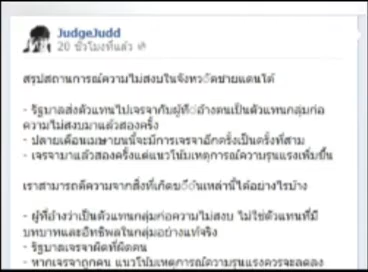 JudgeJudd
20 ชั่วโมงที่แล้ว
สรุปสถานการณ์ความไม่สงบในจังหวัดชายแดนใต้
- รัฐบาลส่งตัวแทนไปเจรจากับผู้ที่อ้างตนเป็นตัวแทนกลุ่มก่อ
ความไม่สงบมาแล้วสองครั้ง
- ปลายเดือนเมษายนนี้จะมีการเจรจาอีกครั้งเป็นครั้งที่สาม
- เจรจามาแล้วสองครั้งแต่แนวโน้มเหตุการณ์ความรุนแรงเพิ่มขึ้น
เราสามารถตีความจากสิ่งที่เกิดขึ้นเหล่านี้ได้อย่างไรบ้าง
- ผู้ที่อ้างว่าเป็นตัวแทนกลุ่มก่อความไม่สงบ ไม่ใช่ตัวแทนที่มี
บทบาทและอิทธิพลในกลุ่มอย่างแท้จริง
- รัฐบาลเจรจาผิดที่ผิดคน
- หากเจรจาถูกคน แนวโน้มเหตุการณ์ความรุนแรงควรจะลดลง